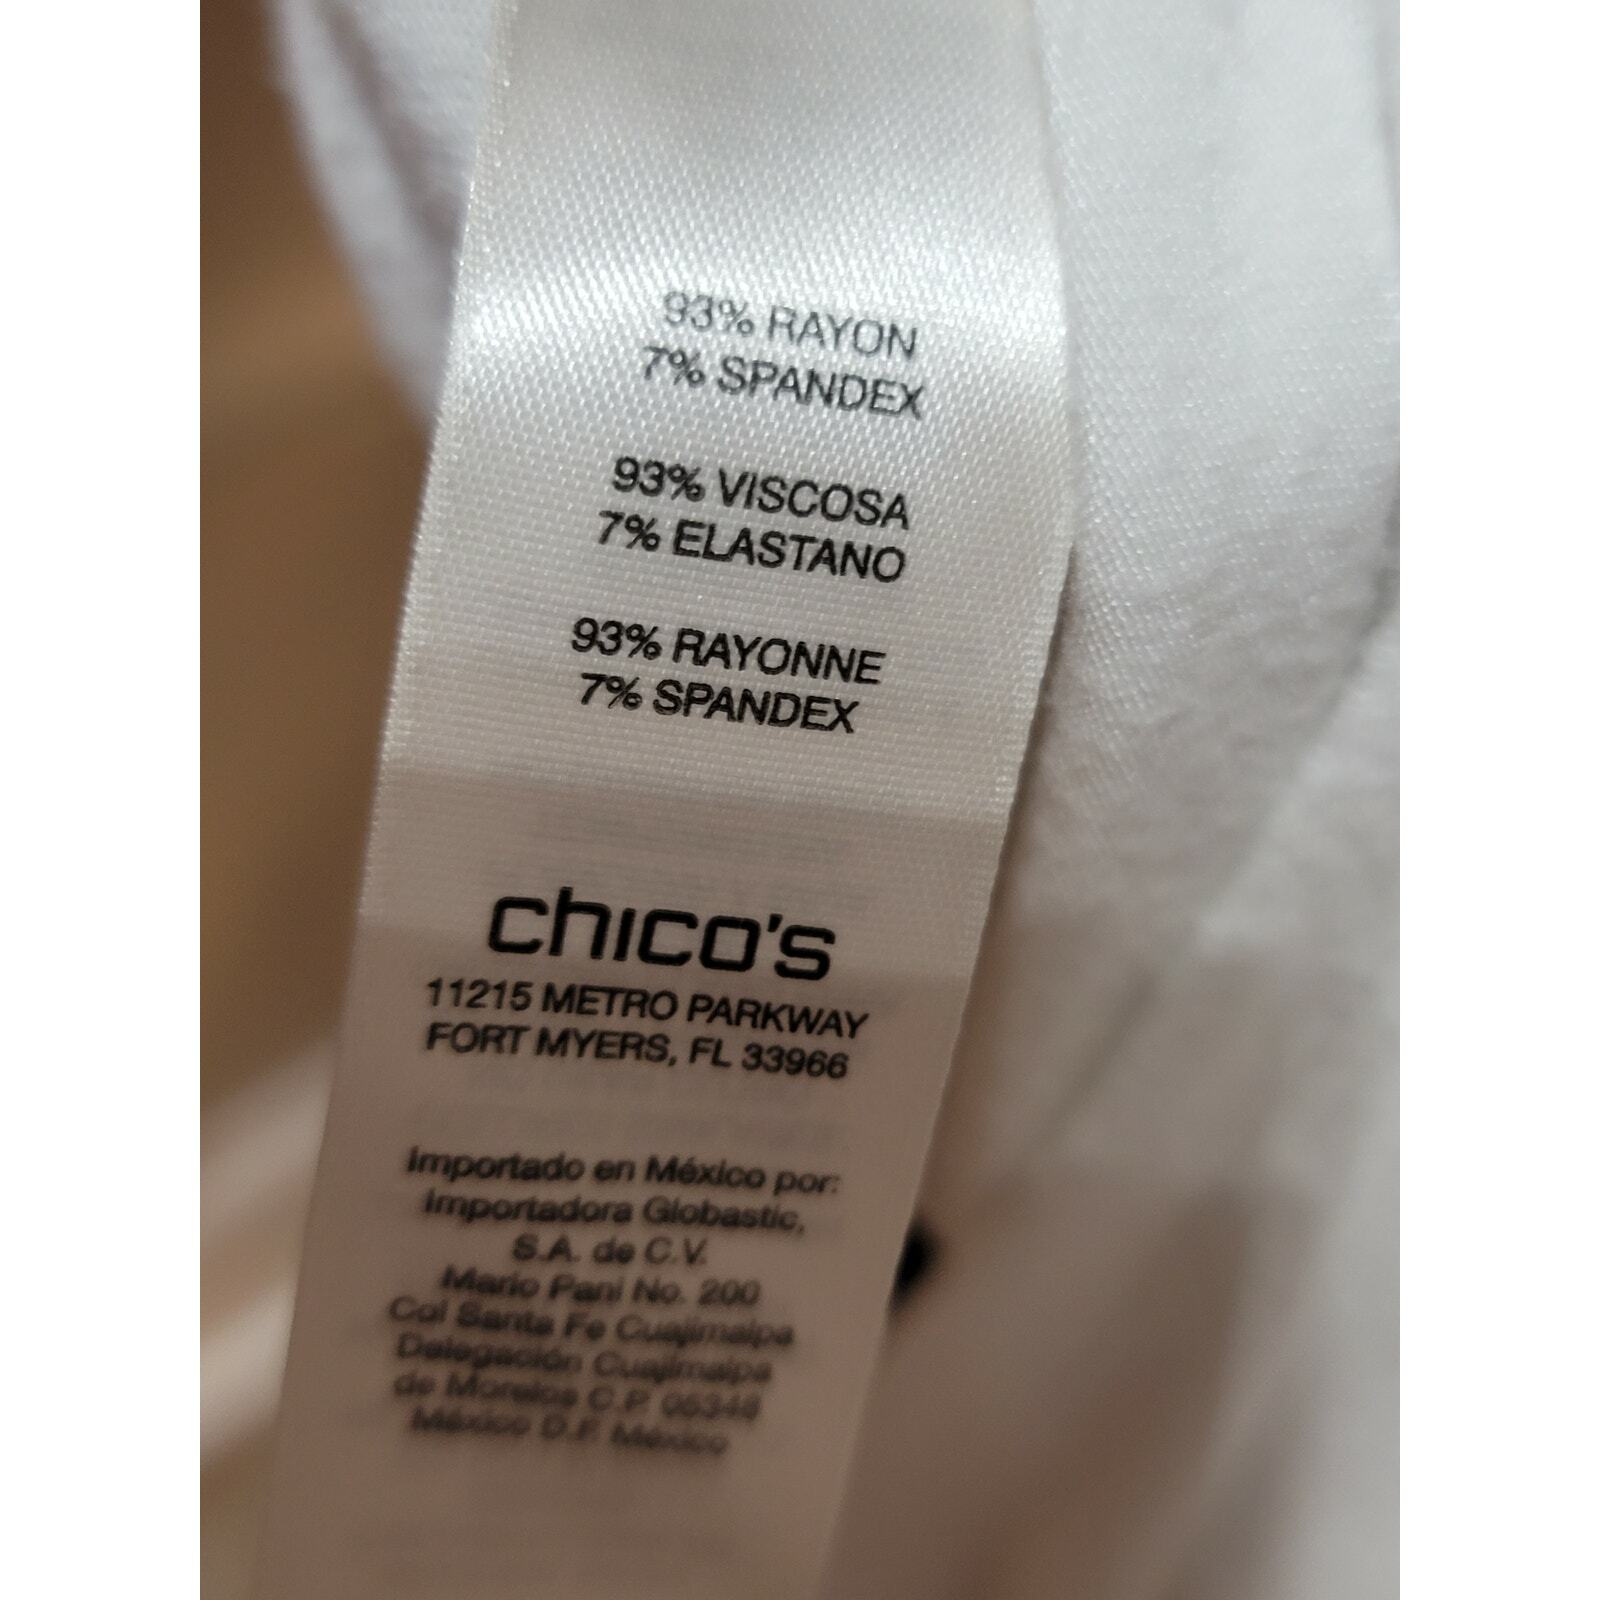 93% RAYON
7% SPANDEX
93% VISCOSA
7% ELASTANO
93% RAYONNE
7% SPANDEX
chico's
11215 METRO PARKWAY
FORT MYERS, FL 33966
Importado en México por:
Importadora Globastic,
S.A. de C.V.
Mario Pani No. 200
Col Santa Fe Cuajimalpa
Delegación Cuajimalpa
de Morelos C.P. 05348
México D.F. México